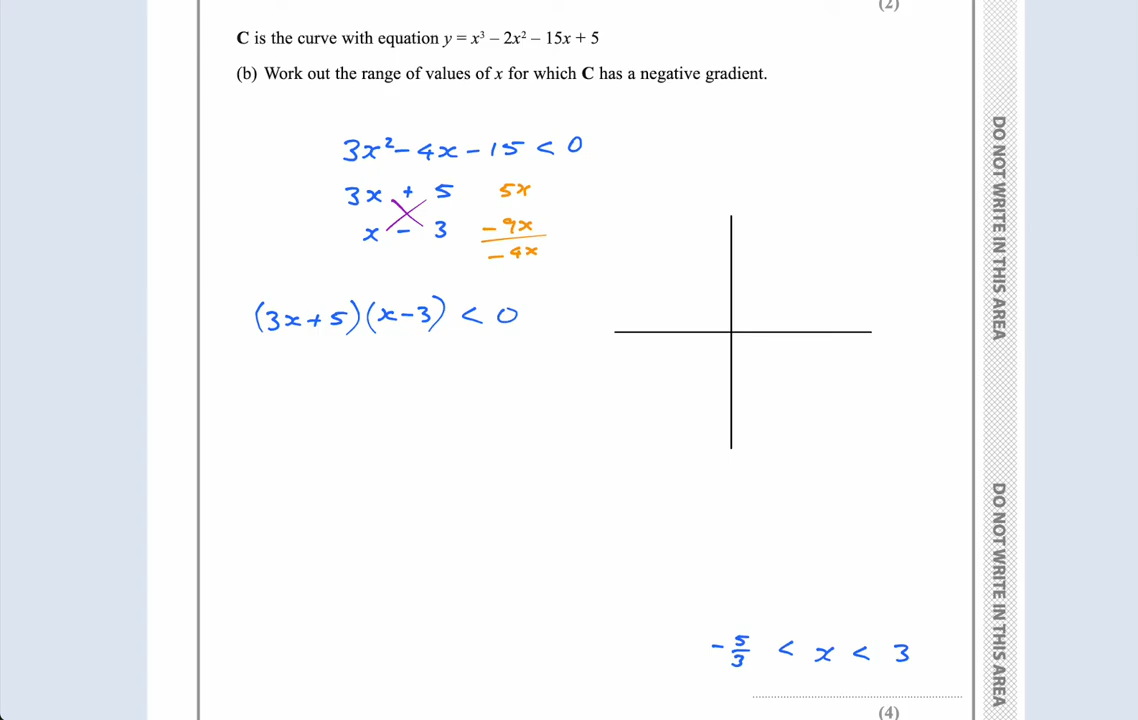 (2)
C is the curve with equation y = x³ – 2x² – 15x + 5
(b) Work out the range of values of x for which C has a negative gradient.
3x² – 4x – 15 < 0
3x + 5 5x
x – 3 – 9x
– 4x
(3x+5)(x–3) < 0
– 5/3 < x < 3
(4)
DO NOT WRITE IN THIS AREA
DO NOT WRITE IN THIS AREA